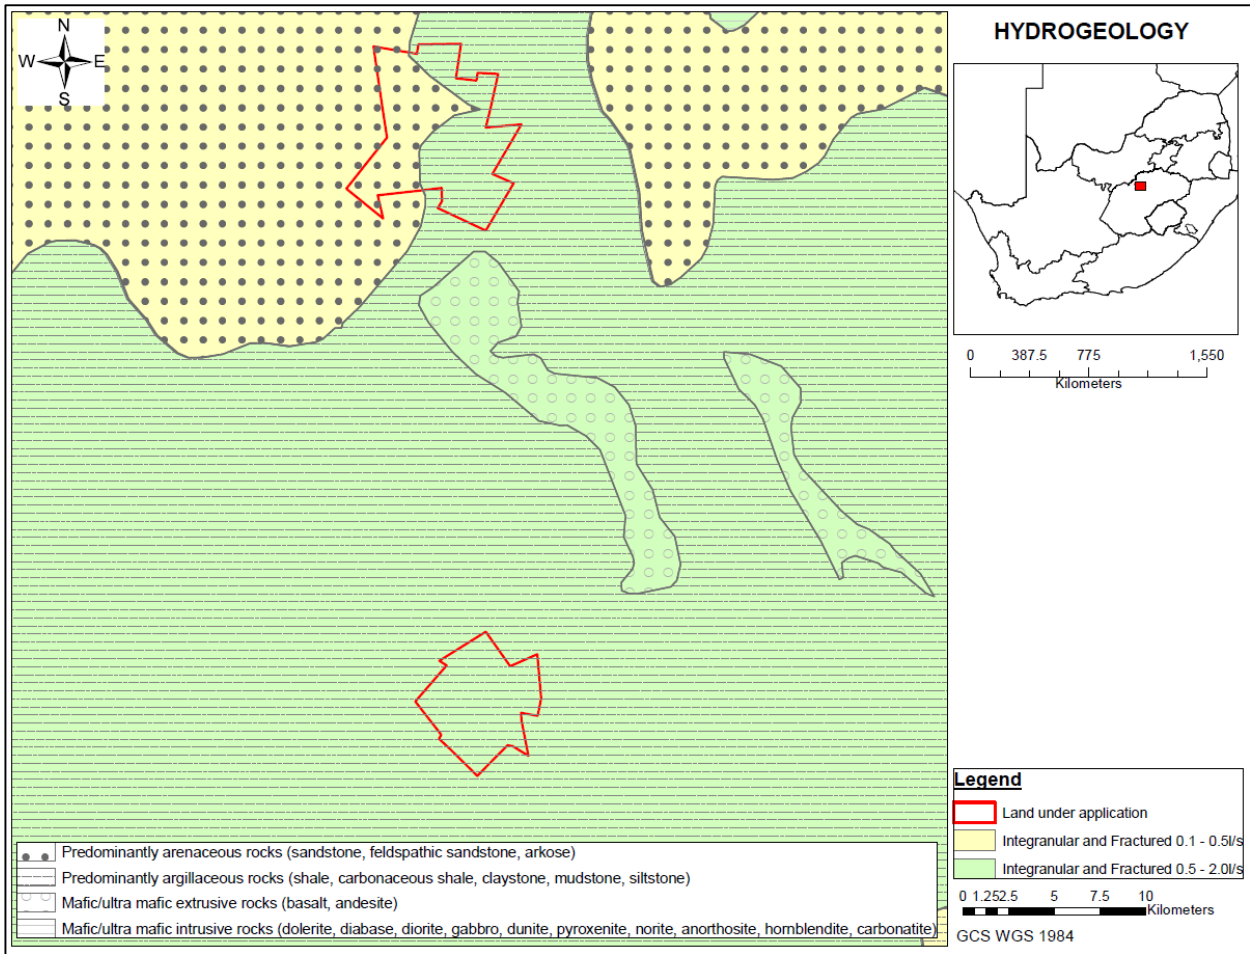 N
W E
S
HYDROGEOLOGY
0 387.5 775 1,550
Kilometers
Legend
Land under application
Integranular and Fractured 0.1 - 0.5l/s
Integranular and Fractured 0.5 - 2.0l/s
0 1.252.5 5 7.5 10
Kilometers
GCS WGS 1984
Predominantly arenaceous rocks (sandstone, feldspathic sandstone, arkose)
Predominantly argillaceous rocks (shale, carbonaceous shale, claystone, mudstone, siltstone)
Mafic/ultra mafic extrusive rocks (basalt, andesite)
Mafic/ultra mafic intrusive rocks (dolerite, diabase, diorite, gabbro, dunite, pyroxenite, norite, anorthosite, hornblendite, carbonatite)